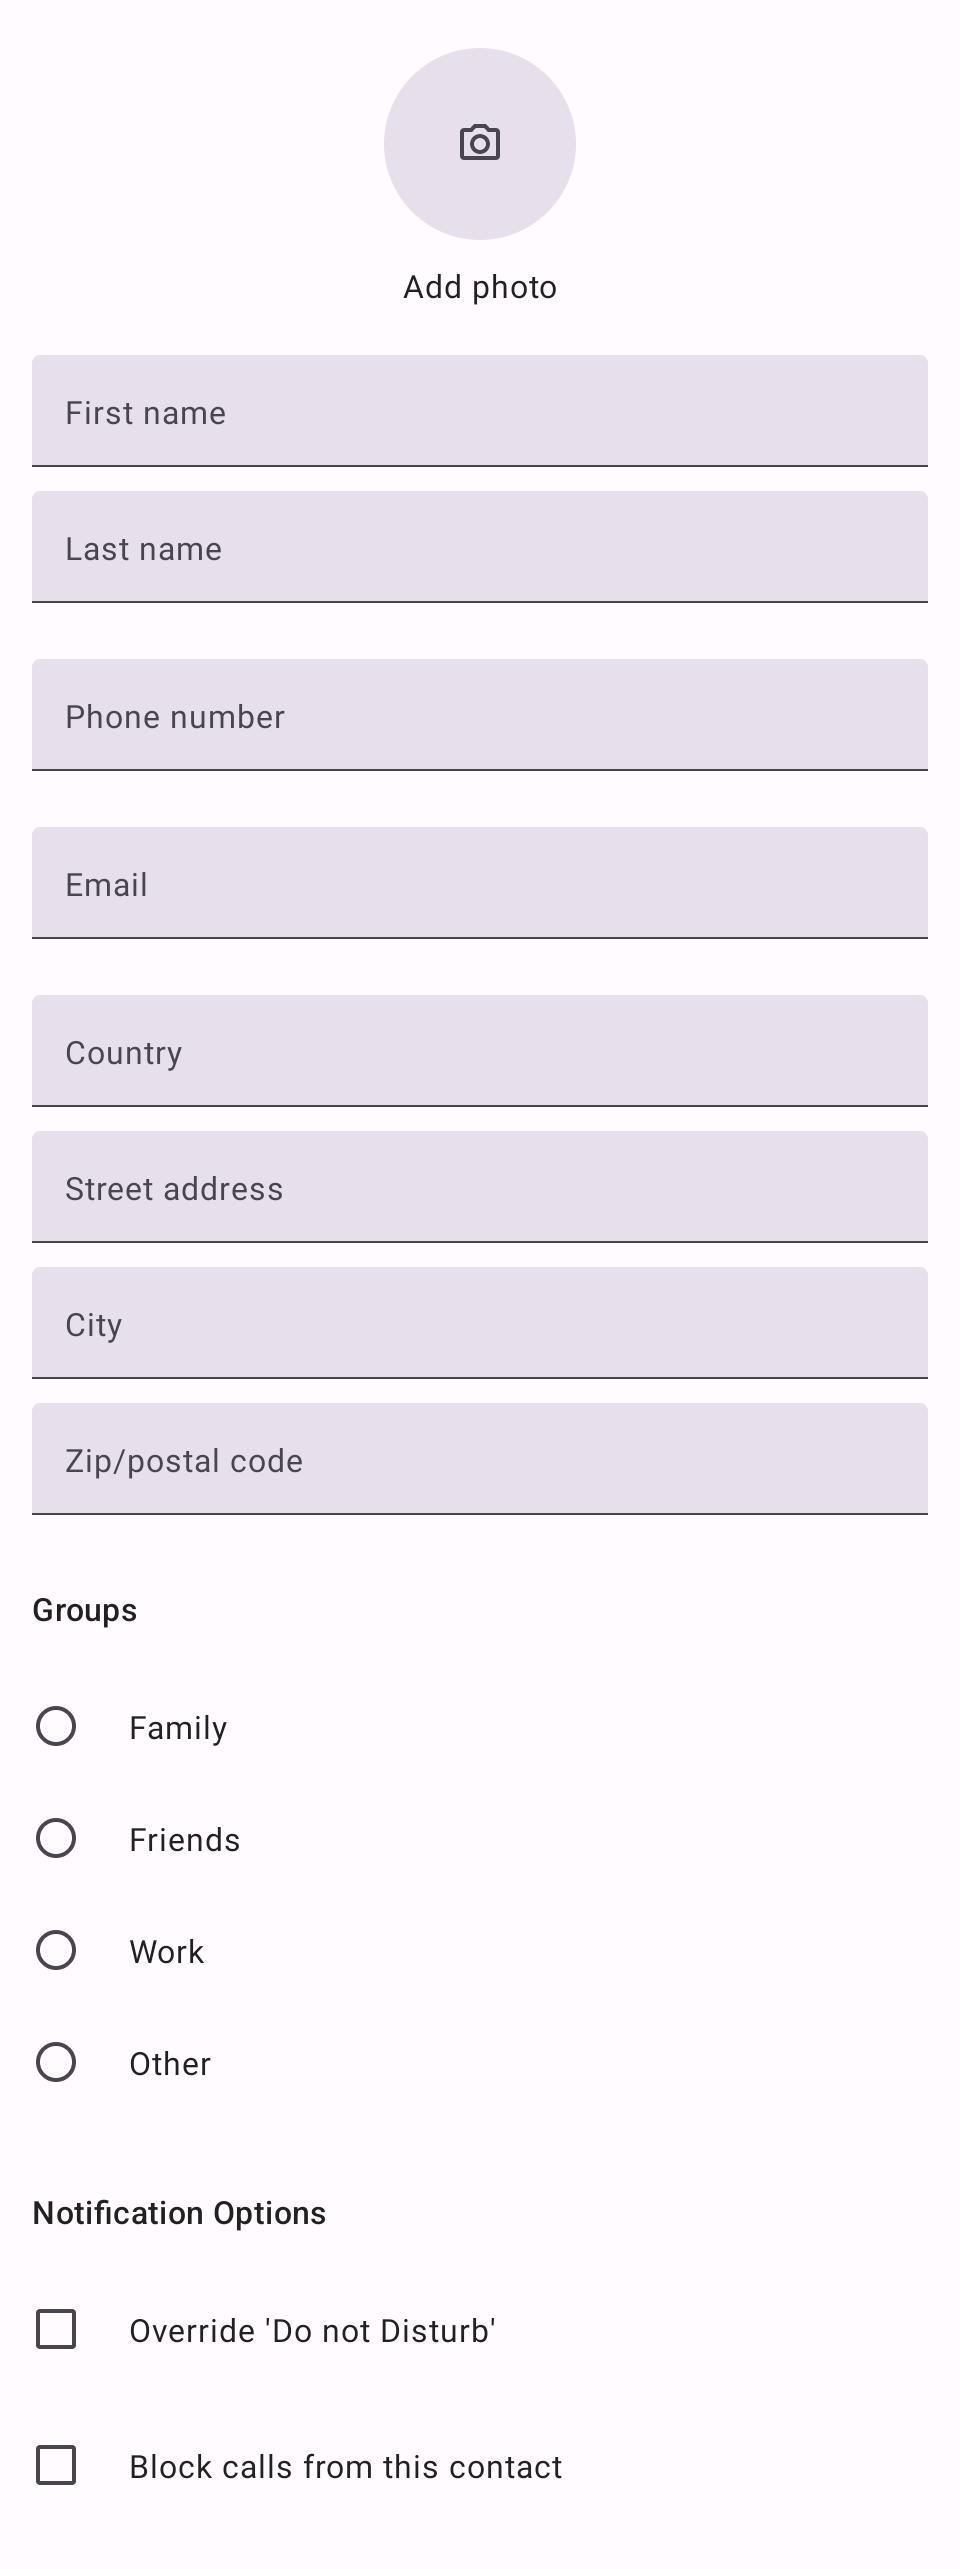 Add photo
First name
Last name
Phone number
Email
Country
Street address
City
Zip/postal code
Groups
Family
Friends
Work
Other
Notification Options
Override 'Do not Disturb'
Block calls from this contact